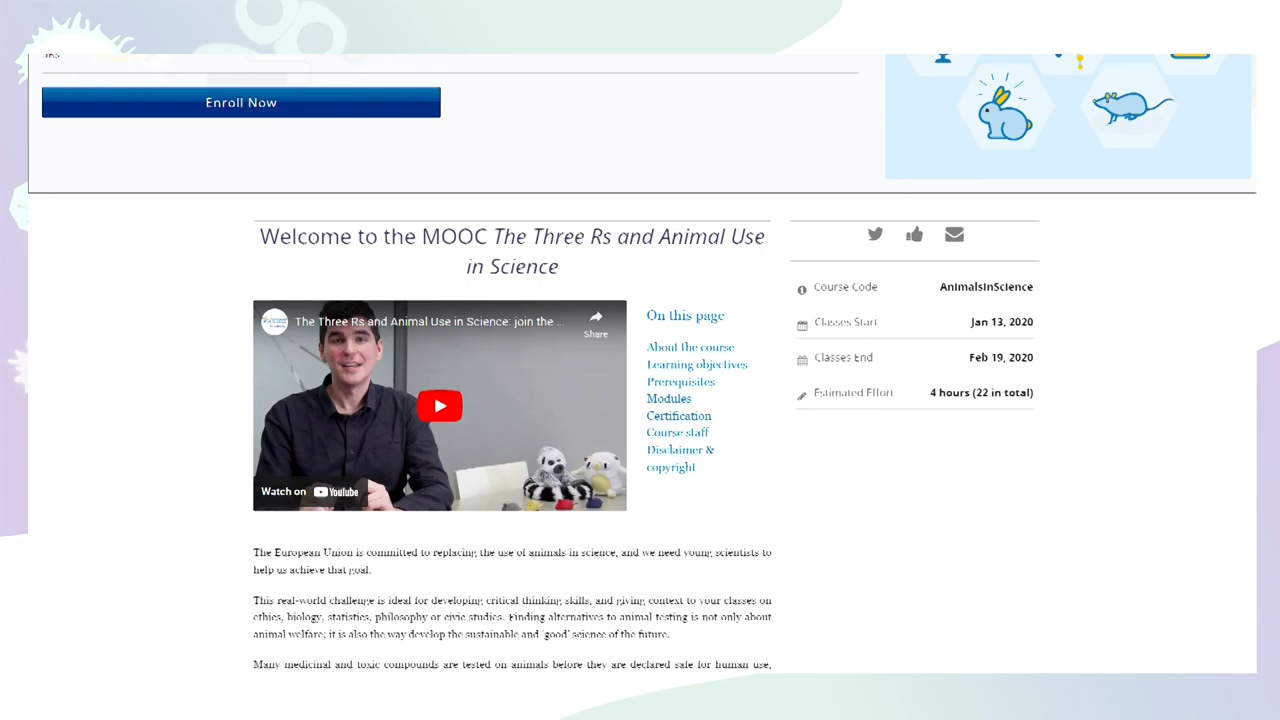 Enroll Now
Welcome to the MOOC The Three Rs and Animal Use
in Science
The Three Rs and Animal Use in Science: join the ...
Share
Watch on YouTube
On this page
About the course
Learning objectives
Prerequisites
Modules
Certification
Course staff
Disclaimer &
copyright
Course Code AnimalsInScience
Classes Start Jan 13, 2020
Classes End Feb 19, 2020
Estimated Effort 4 hours (22 in total)
The European Union is committed to replacing the use of animals in science, and we need young scientists to
help us achieve that goal.
This real-world challenge is ideal for developing critical thinking skills, and giving context to your classes on
ethics, biology, statistics, philosophy or civic studies. Finding alternatives to animal testing is not only about
animal welfare; it is also the way develop the sustainable and 'good' science of the future.
Many medicinal and toxic compounds are tested on animals before they are declared safe for human use,